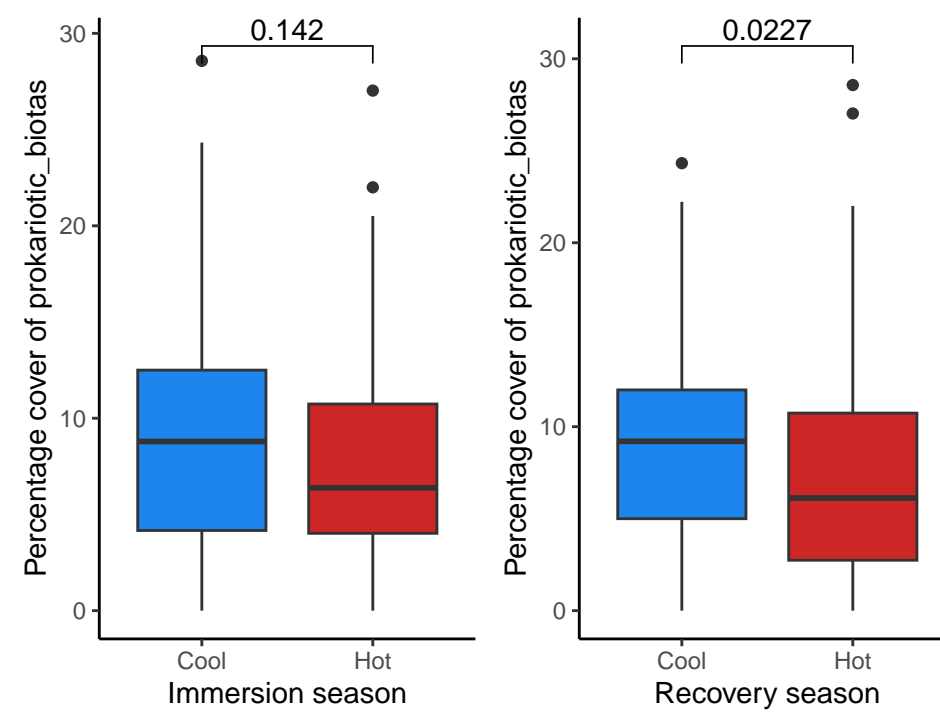 0.142
30
20
10
0
Percentage cover of prokariotic_biotas
Cool Hot
Immersion season
0.0227
30
20
10
0
Percentage cover of prokariotic_biotas
Cool Hot
Recovery season